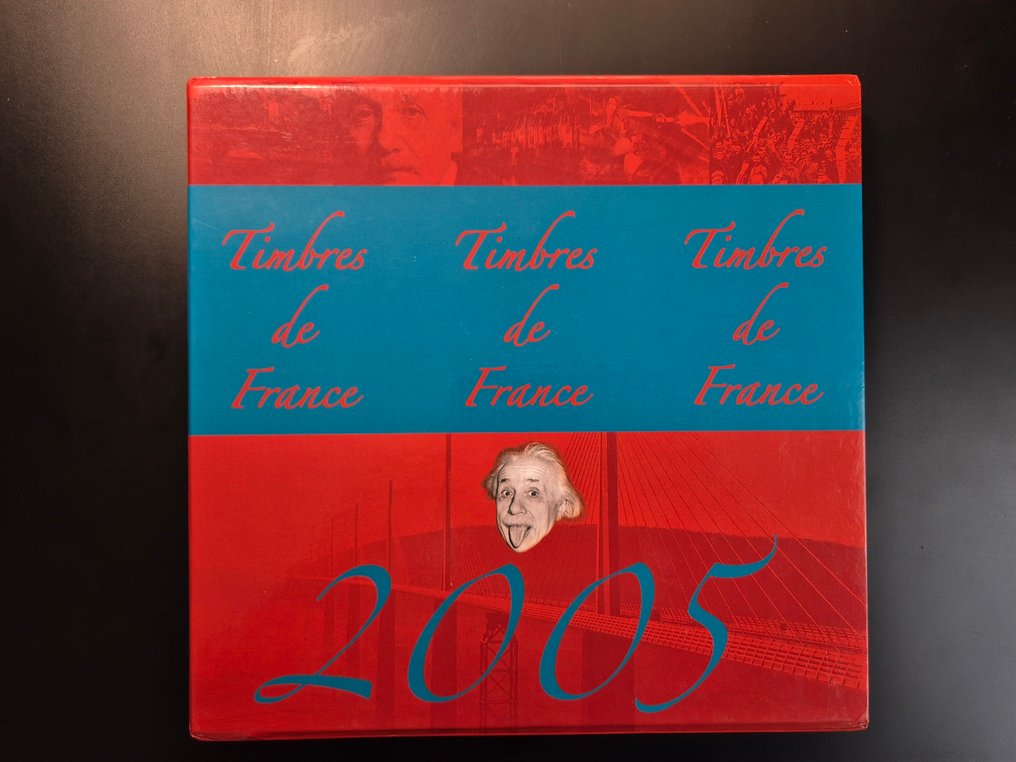 Timbres Timbres Timbres
de de de
France France France
2005